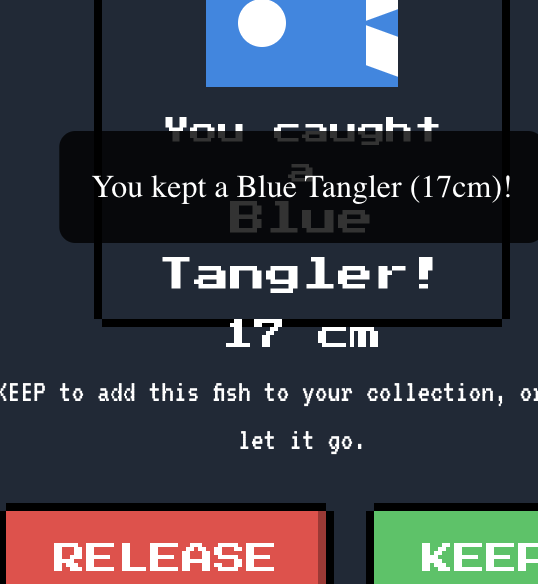 You caught
a
You kept a Blue Tangler (17cm)!
Blue
Tangler!
17 cm
KEEP to add this fish to your collection, or
let it go.
RELEASE
KEEP